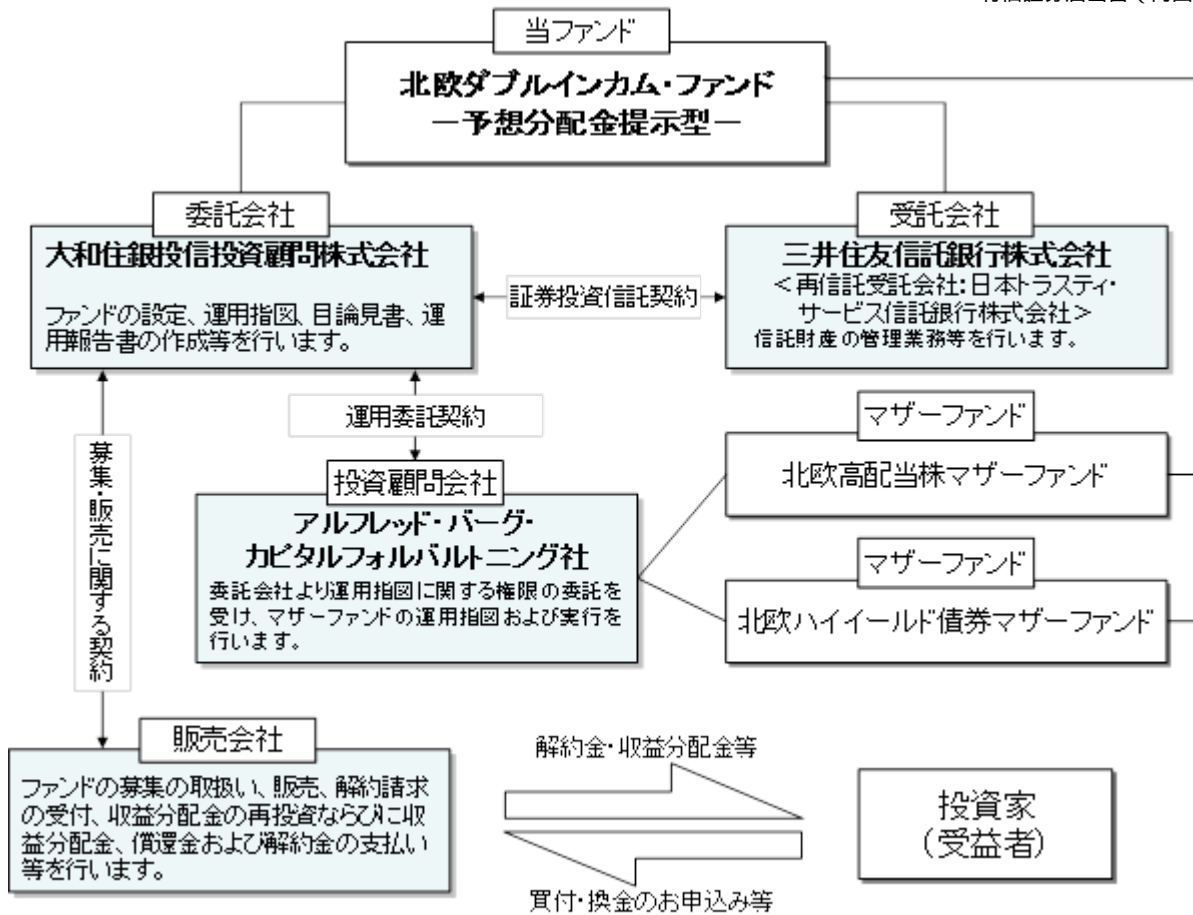 当ファンド
北欧ダブルインカム・ファンド
－予想分配金提示型－
委託会社
大和住銀投信投資顧問株式会社
ファンドの設定、運用指図、目論見書、運
用報告書の作成等を行います。
証券投資信託契約
受託会社
三井住友信託銀行株式会社
＜再信託受託会社：日本トラスティ・
サービス信託銀行株式会社＞
信託財産の管理業務等を行います。
運用委託契約
募集・販売に関する契約
投資顧問会社
アルフレッド・バーグ・
カピタルフォルバルトニング社
委託会社より運用指図に関する権限の委託を
受け、マザーファンドの運用指図および実行を
行います。
マザーファンド
北欧高配当株マザーファンド
マザーファンド
北欧ハイイールド債券マザーファンド
販売会社
ファンドの募集の取扱い、販売、解約請求
の受付、収益分配金の再投資ならびに収
益分配金、償還金および解約金の支払い
等を行います。
解約金・収益分配金等
買付・換金のお申込み等
投資家
（受益者）